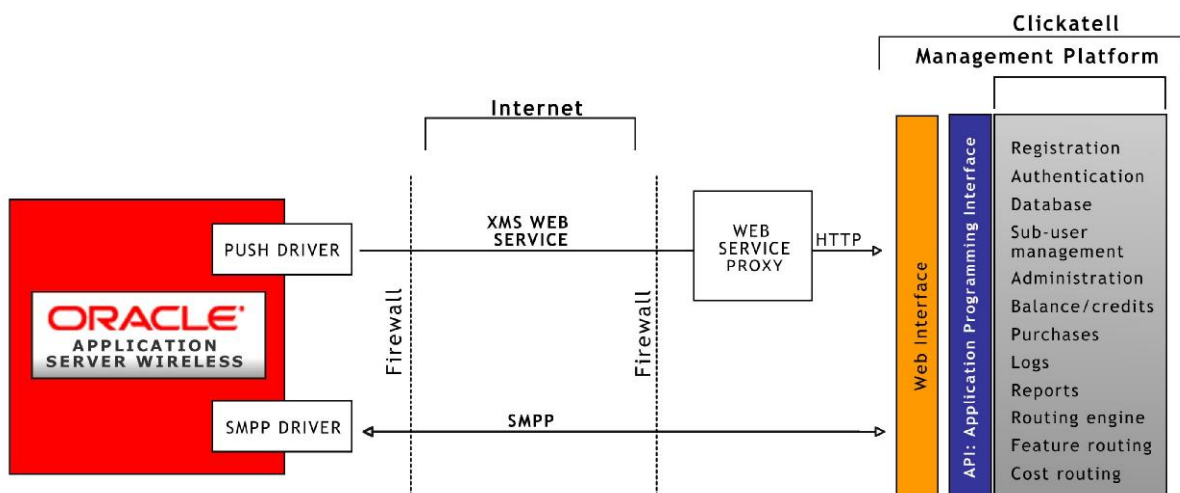 Clickatell
Management Platform
Internet
XMS WEB
SERVICE
PUSH DRIVER
WEB
SERVICE
PROXY
HTTP
ORACLE
APPLICATION
SERVER WIRELESS
Firewall
Firewall
SMPP DRIVER
SMPP
Web Interface
API: Application Programming Interface
Registration
Authentication
Database
Sub-user
management
Administration
Balance/credits
Purchases
Logs
Reports
Routing engine
Feature routing
Cost routing